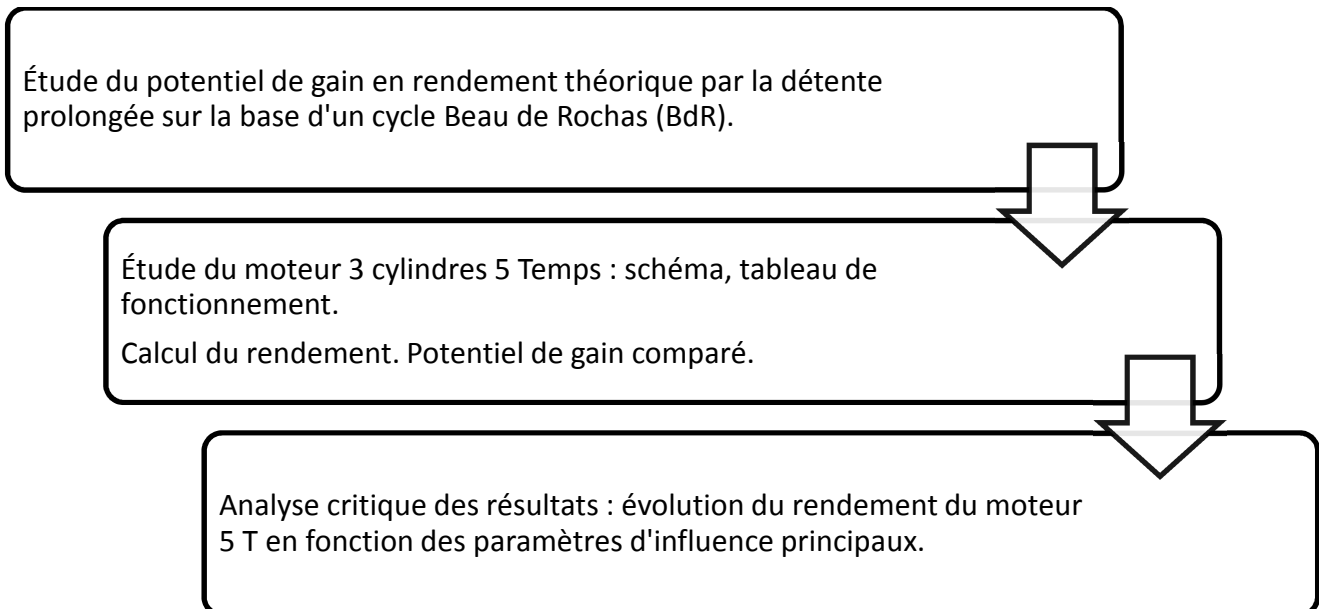 Étude du potentiel de gain en rendement théorique par la détente
prolongée sur la base d'un cycle Beau de Rochas (BdR).
Étude du moteur 3 cylindres 5 Temps : schéma, tableau de
fonctionnement.
Calcul du rendement. Potentiel de gain comparé.
Analyse critique des résultats : évolution du rendement du moteur
5 T en fonction des paramètres d'influence principaux.